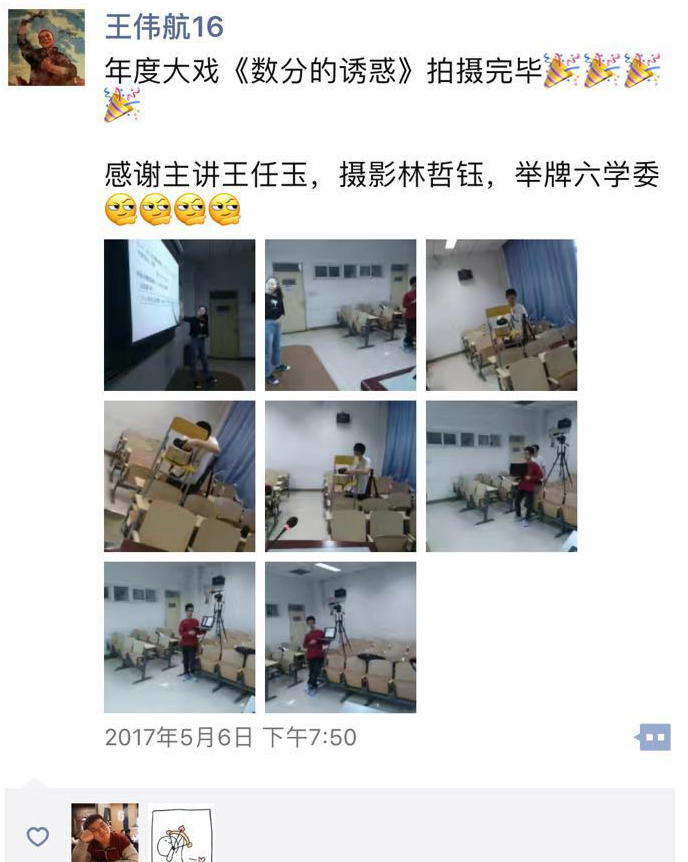 王伟航16
年度大戏《数分的诱惑》拍摄完毕🎉🎉🎉
🎉
感谢主讲王任玉，摄影林哲钰，举牌六学委
🤔🤔🤔🤔
2017年5月6日 下午7:50